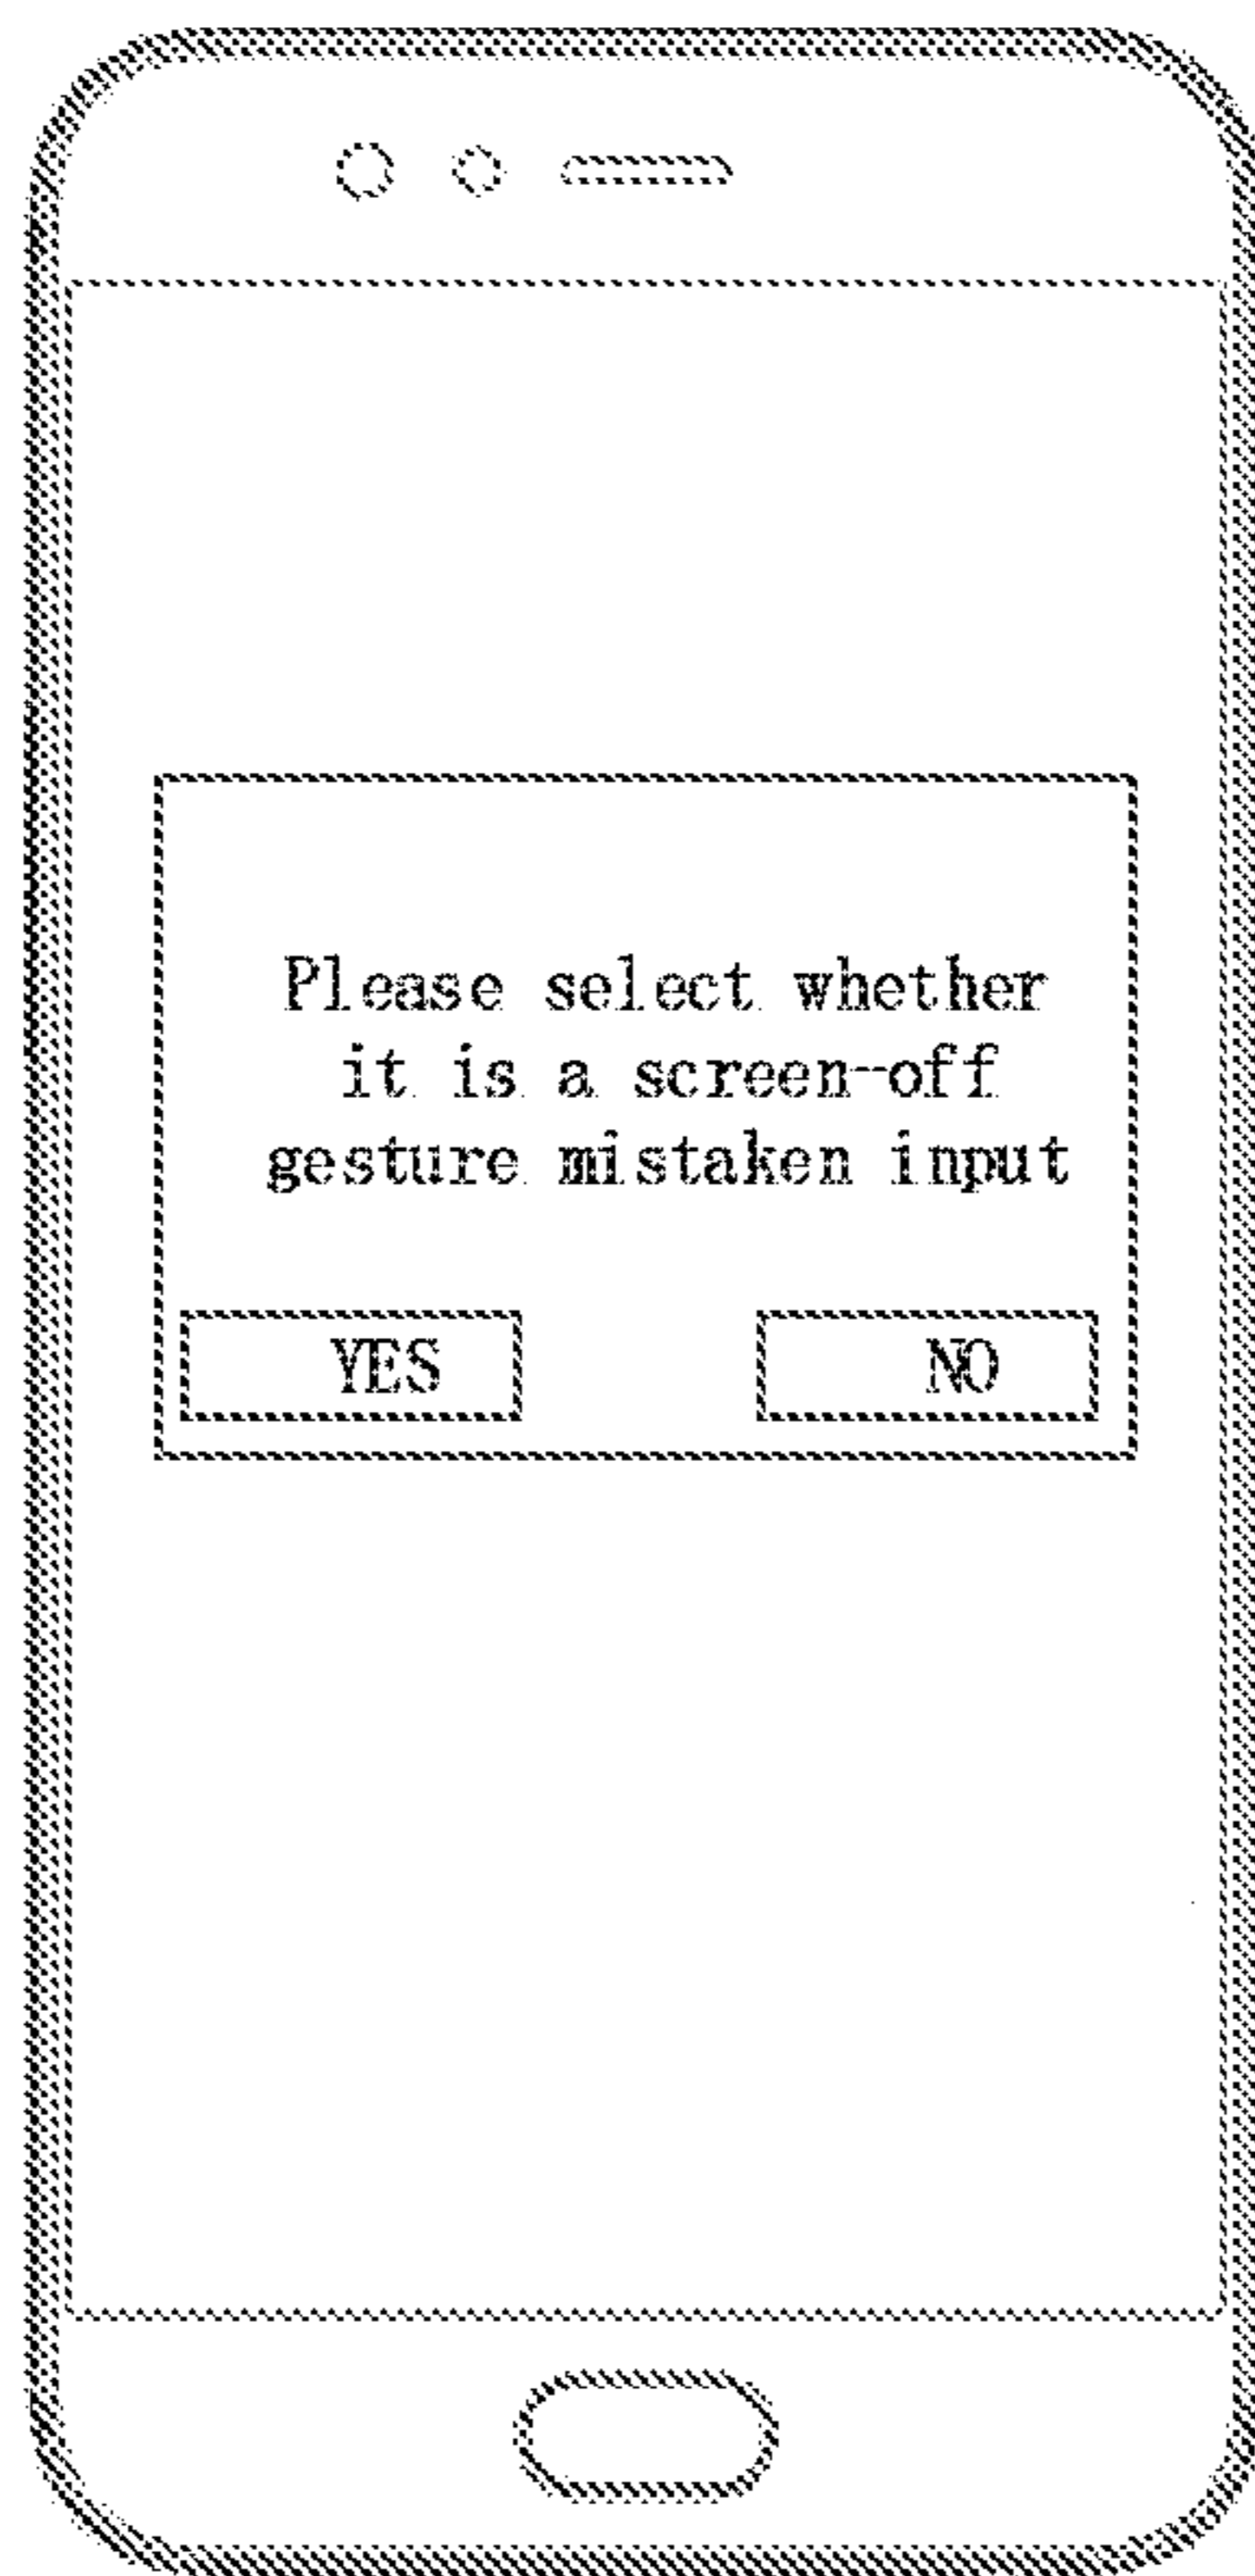 Please select whether
it is a screen-off
gesture mistaken input
YES
NO